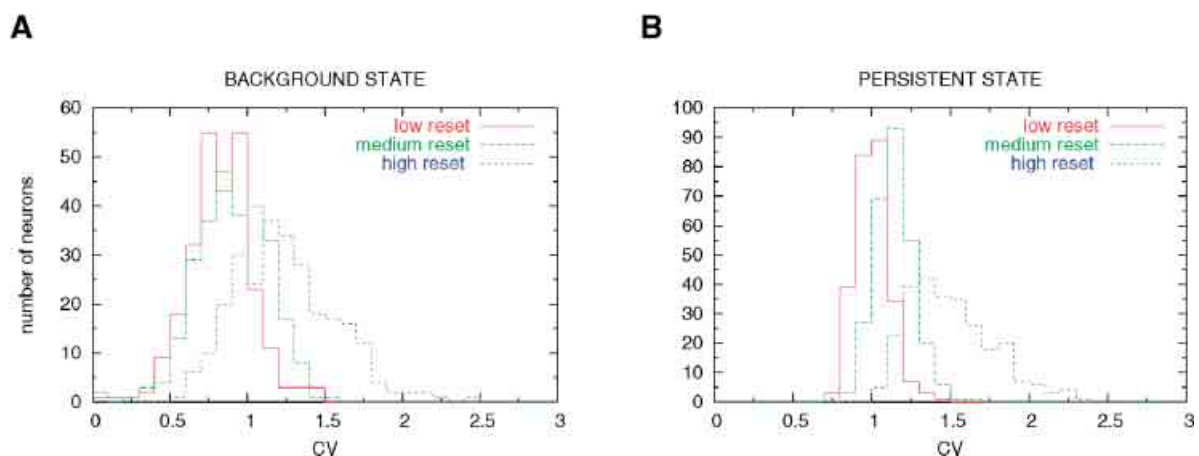 A
BACKGROUND STATE
60
50
40
30
20
10
0
low reset
medium reset
high reset
number of neurons
0 0.5 1 1.5 2 2.5 3
CV
B
PERSISTENT STATE
100
90
80
70
60
50
40
30
20
10
0
low reset
medium reset
high reset
0 0.5 1 1.5 2 2.5 3
CV